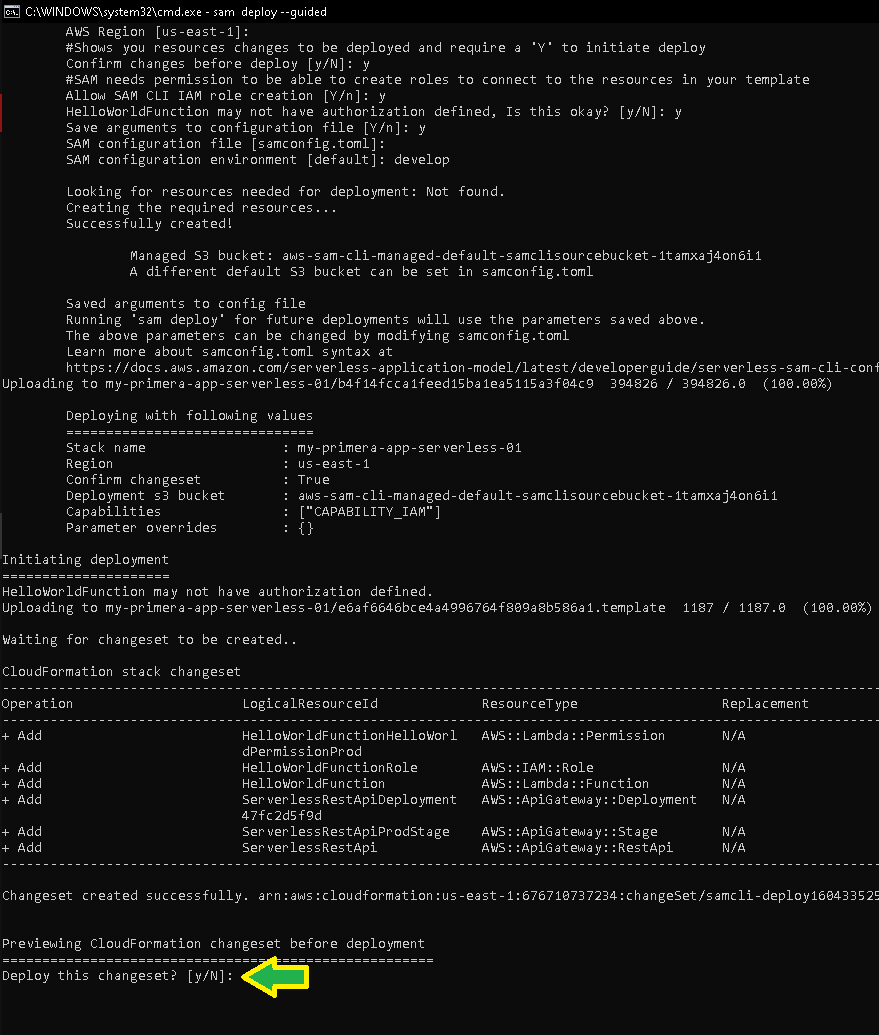 C:\WINDOWS\system32\cmd.exe - sam deploy --guided
AWS Region [us-east-1]:
#Shows you resources changes to be deployed and require a 'Y' to initiate deploy
Confirm changes before deploy [y/N]: y
#SAM needs permission to be able to create roles to connect to the resources in your template
Allow SAM CLI IAM role creation [Y/n]: y
HelloWorldFunction may not have authorization defined, Is this okay? [y/N]: y
Save arguments to configuration file [Y/n]: y
SAM configuration file [samconfig.toml]:
SAM configuration environment [default]: develop
Looking for resources needed for deployment: Not found.
Creating the required resources...
Successfully created!
Managed S3 bucket: aws-sam-cli-managed-default-samclisourcebucket-1tamxaj4on6i1
A different default S3 bucket can be set in samconfig.toml
Saved arguments to config file
Running 'sam deploy' for future deployments will use the parameters saved above.
The above parameters can be changed by modifying samconfig.toml
Learn more about samconfig.toml syntax at
https://docs.aws.amazon.com/serverless-application-model/latest/developerguide/serverless-sam-cli-conf
Uploading to my-primera-app-serverless-01/b4f14fcca1feed15ba1ea5115a3f04c9  394826 / 394826.0  (100.00%)
Deploying with following values
===============================
Stack name                 : my-primera-app-serverless-01
Region                     : us-east-1
Confirm changeset          : True
Deployment s3 bucket       : aws-sam-cli-managed-default-samclisourcebucket-1tamxaj4on6i1
Capabilities               : ["CAPABILITY_IAM"]
Parameter overrides        : {}
Initiating deployment
=====================
HelloWorldFunction may not have authorization defined.
Uploading to my-primera-app-serverless-01/e6af6646bce4a4996764f809a8b586a1.template  1187 / 1187.0  (100.00%)
Waiting for changeset to be created..
CloudFormation stack changeset
--------------------------------------------------------------------------------------------------------------
Operation                     LogicalResourceId             ResourceType                  Replacement
--------------------------------------------------------------------------------------------------------------
+ Add                         HelloWorldFunctionHelloWorl   AWS::Lambda::Permission       N/A
dPermissionProd
+ Add                         HelloWorldFunctionRole        AWS::IAM::Role                N/A
+ Add                         HelloWorldFunction            AWS::Lambda::Function         N/A
+ Add                         ServerlessRestApiDeployment   AWS::ApiGateway::Deployment   N/A
47fc2d5f9d
+ Add                         ServerlessRestApiProdStage    AWS::ApiGateway::Stage        N/A
+ Add                         ServerlessRestApi             AWS::ApiGateway::RestApi      N/A
--------------------------------------------------------------------------------------------------------------
Changeset created successfully. arn:aws:cloudformation:us-east-1:676710737234:changeSet/samcli-deploy160433525
Previewing CloudFormation changeset before deployment
======================================================
Deploy this changeset? [y/N]: